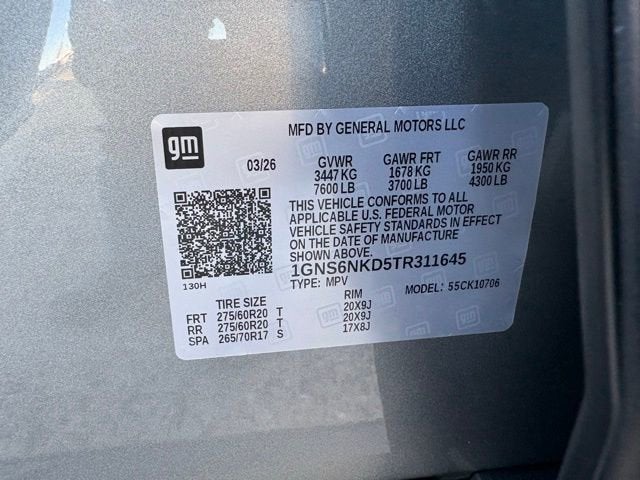 gm
MFD BY GENERAL MOTORS LLC
03/26
GVWR GAWR FRT GAWR RR
3447 KG 1678 KG 1950 KG
7600 LB 3700 LB 4300 LB
THIS VEHICLE CONFORMS TO ALL
APPLICABLE U.S. FEDERAL MOTOR
VEHICLE SAFETY STANDARDS IN EFFECT
ON THE DATE OF MANUFACTURE
SHOWN ABOVE.
1GNS6NKD5TR311645
130H
TYPE: MPV MODEL: 55CK10706
TIRE SIZE RIM
FRT 275/60R20 T 20X9J
RR 275/60R20 T 20X9J
SPA 265/70R17 S 17X8J